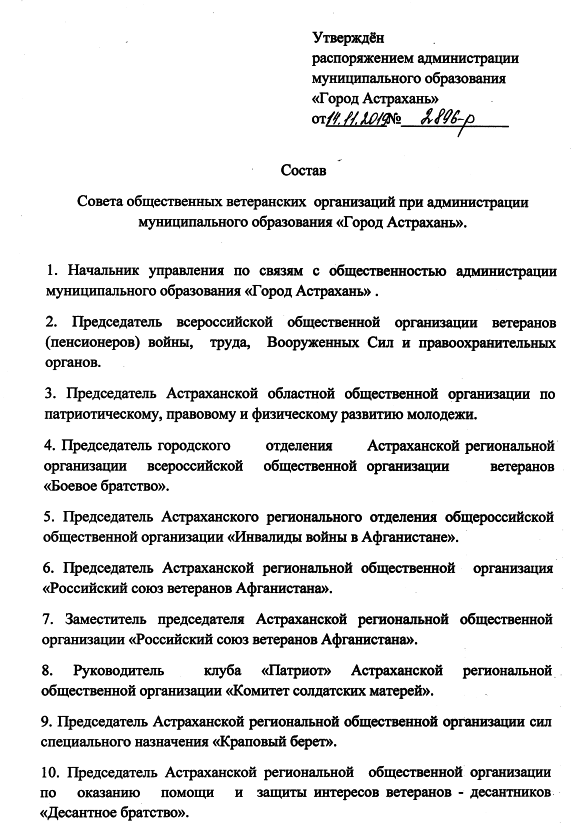 Утверждён
распоряжением администрации
муниципального образования
«Город Астрахань»
от 14.11.2019 № 2896-р
Состав
Совета общественных ветеранских организаций при администрации
муниципального образования «Город Астрахань».
1. Начальник управления по связям с общественностью администрации
муниципального образования «Город Астрахань» .
2. Председатель всероссийской общественной организации ветеранов
(пенсионеров) войны, труда, Вооруженных Сил и правоохранительных
органов.
3. Председатель Астраханской областной общественной организации по
патриотическому, правовому и физическому развитию молодежи.
4. Председатель городского отделения Астраханской региональной
организации всероссийской общественной организации ветеранов
«Боевое братство».
5. Председатель Астраханского регионального отделения общероссийской
общественной организации «Инвалиды войны в Афганистане».
6. Председатель Астраханской региональной общественной организация
«Российский союз ветеранов Афганистана».
7. Заместитель председателя Астраханской региональной общественной
организации «Российский союз ветеранов Афганистана».
8. Руководитель клуба «Патриот» Астраханской региональной
общественной организации «Комитет солдатских матерей».
9. Председатель Астраханской региональной общественной организации сил
специального назначения «Краповый берет».
10. Председатель Астраханской региональной общественной организации
по оказанию помощи и защиты интересов ветеранов - десантников
«Десантное братство».